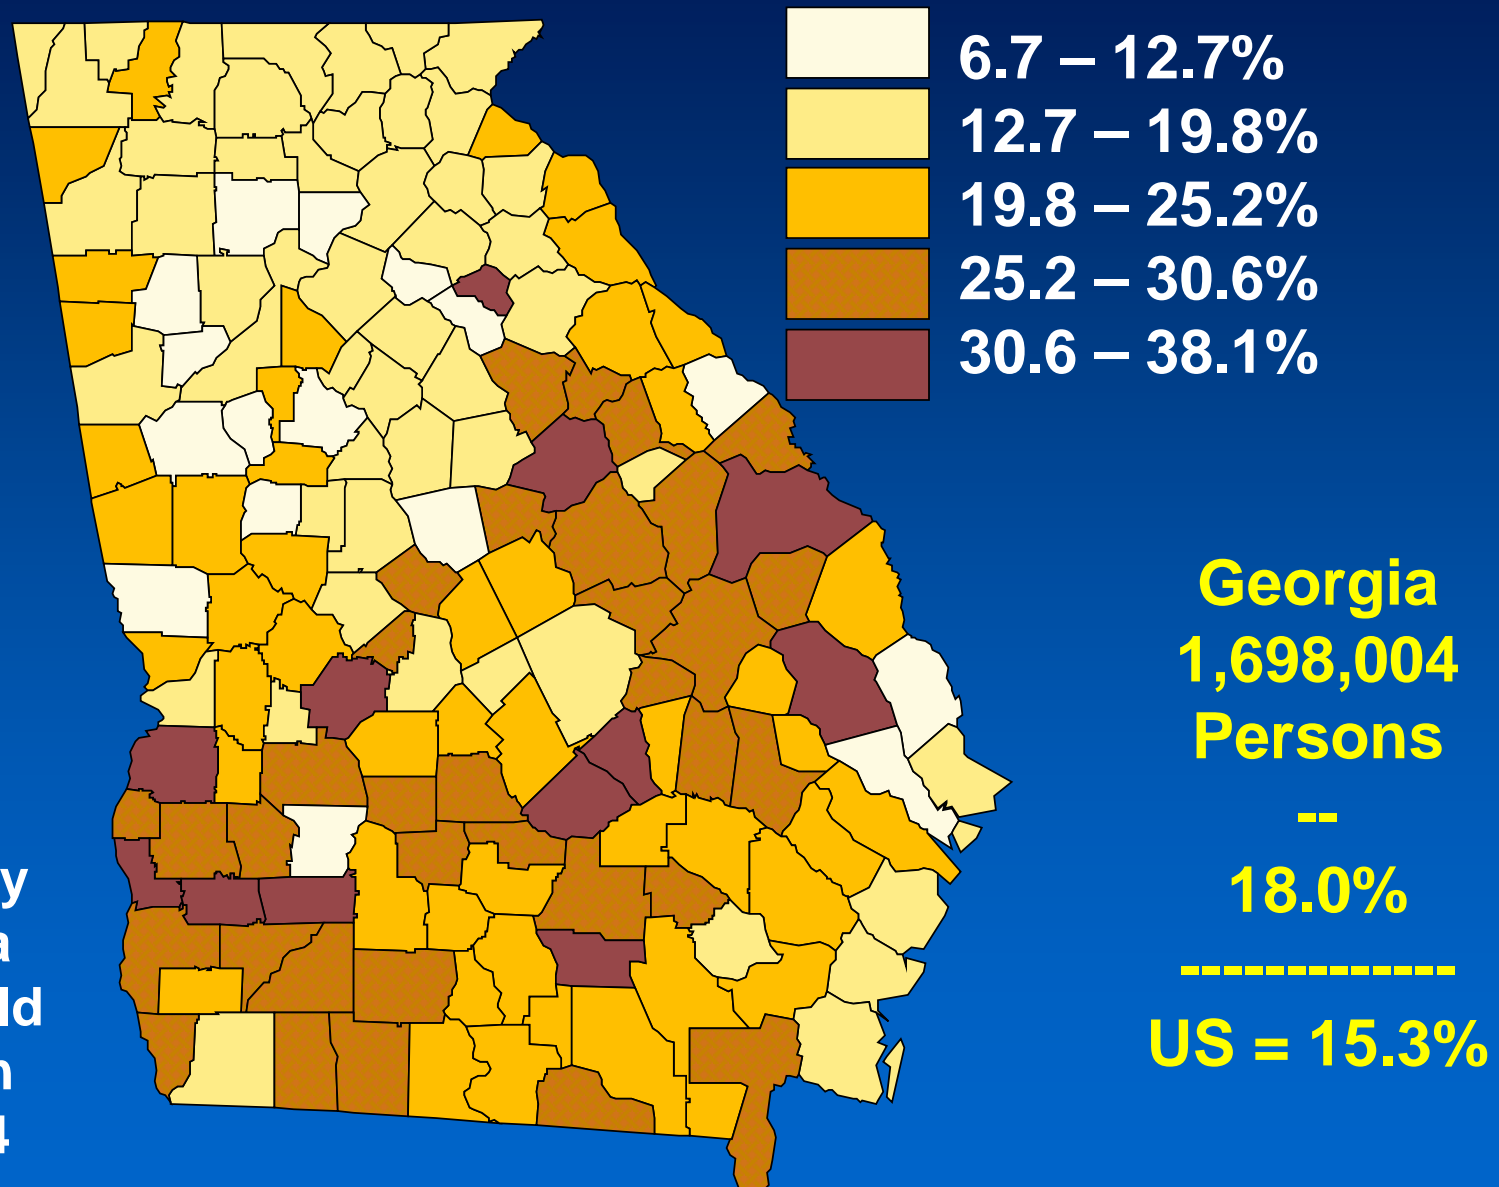 6.7 – 12.7%
12.7 – 19.8%
19.8 – 25.2%
25.2 – 30.6%
30.6 – 38.1%
Georgia
1,698,004
Persons
--
18.0%
-------------
US = 15.3%